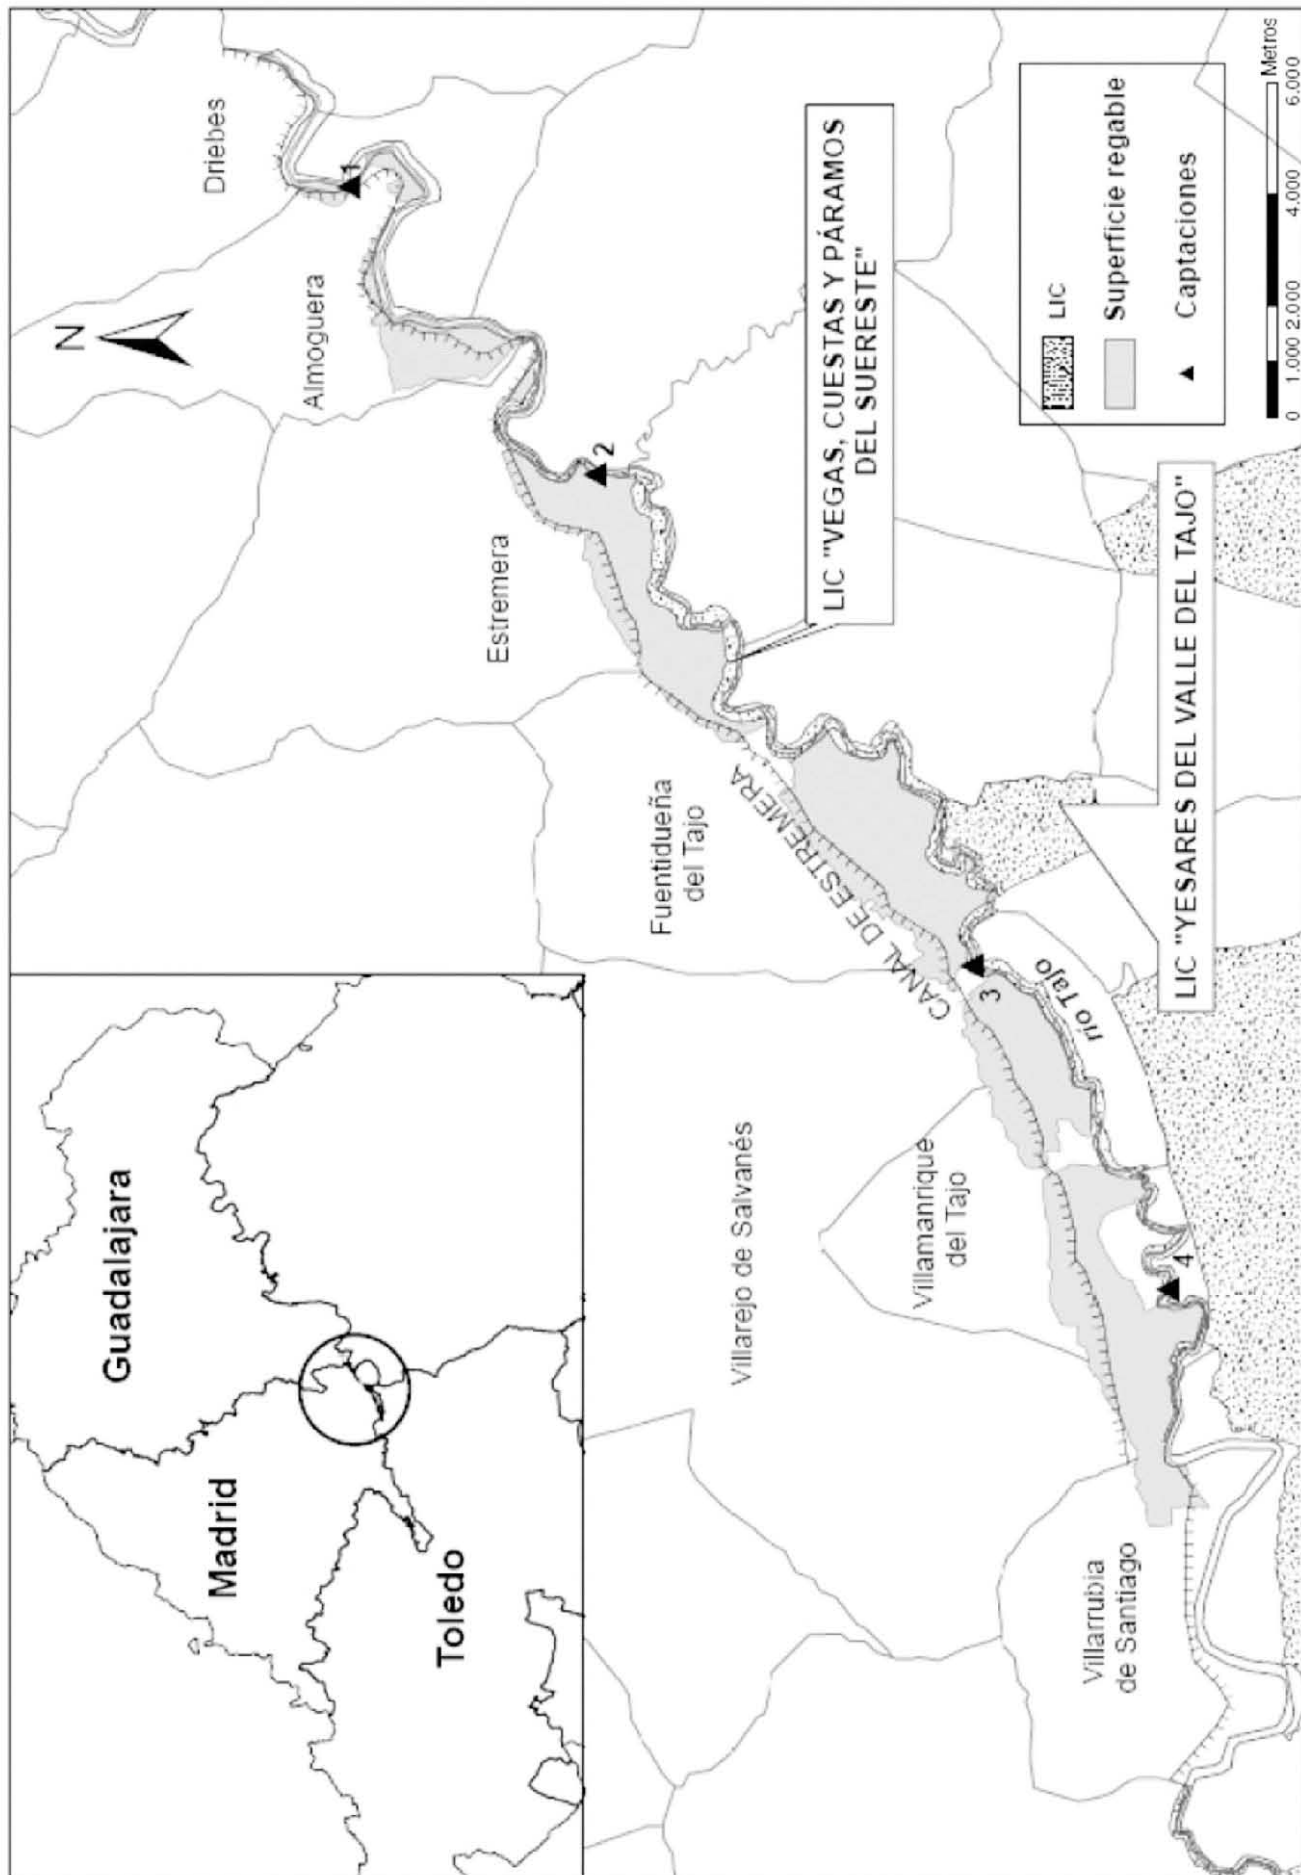 Guadalajara
Madrid
Toledo
N
Driebes
1
Almoguera
2
Estremera
Fuentidueña
del Tajo
CANAL DE ESTREMERA
3
río Tajo
Villarejo de Salvanés
Villamanrique
del Tajo
4
Villarrubia
de Santiago
LIC "VEGAS, CUESTAS Y PÁRAMOS
DEL SUERESTE"
LIC "YESARES DEL VALLE DEL TAJO"
LIC
Superficie regable
Captaciones
Metros
0 1.000 2.000 4.000 6.000